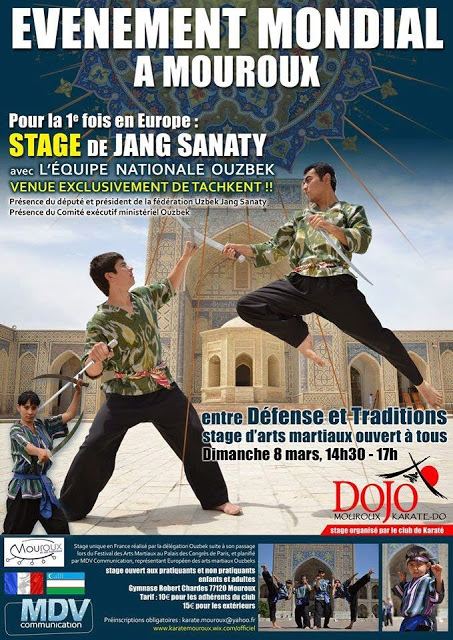 EVENEMENT MONDIAL
A MOUROUX
Pour la 1e fois en Europe :
STAGE DE JANG SANATY
avec L'ÉQUIPE NATIONALE OUZBEK
VENUE EXCLUSIVEMENT DE TACHKENT !!
Présence du député et président de la fédération Uzbek Jang Sanaty
Présence du Comité exécutif ministériel Ouzbek
entre Défense et Traditions
stage d'arts martiaux ouvert à tous
Dimanche 8 mars, 14h30 - 17h
DOJO
MOUROUX KARATE-DO
stage organisé par le club de Karaté
Mouroux
MDV
communication
Stage unique en France réalisé par la délégation Ouzbek suite à son passage
lors du Festival des Arts Martiaux au Palais des Congrès de Paris, et planifié
par MDV Communication, représentant Européen des arts-martiaux Ouzbeks
stage ouvert aux pratiquants et non pratiquants
enfants et adultes
Gymnase Robert Chardes 77120 Mouroux
Tarif : 10€ pour les adhérents du club
15€ pour les extérieurs
Préinscriptions obligatoires : karate.mouroux@yahoo.fr
www.karatemouroux.wix.com/officiel